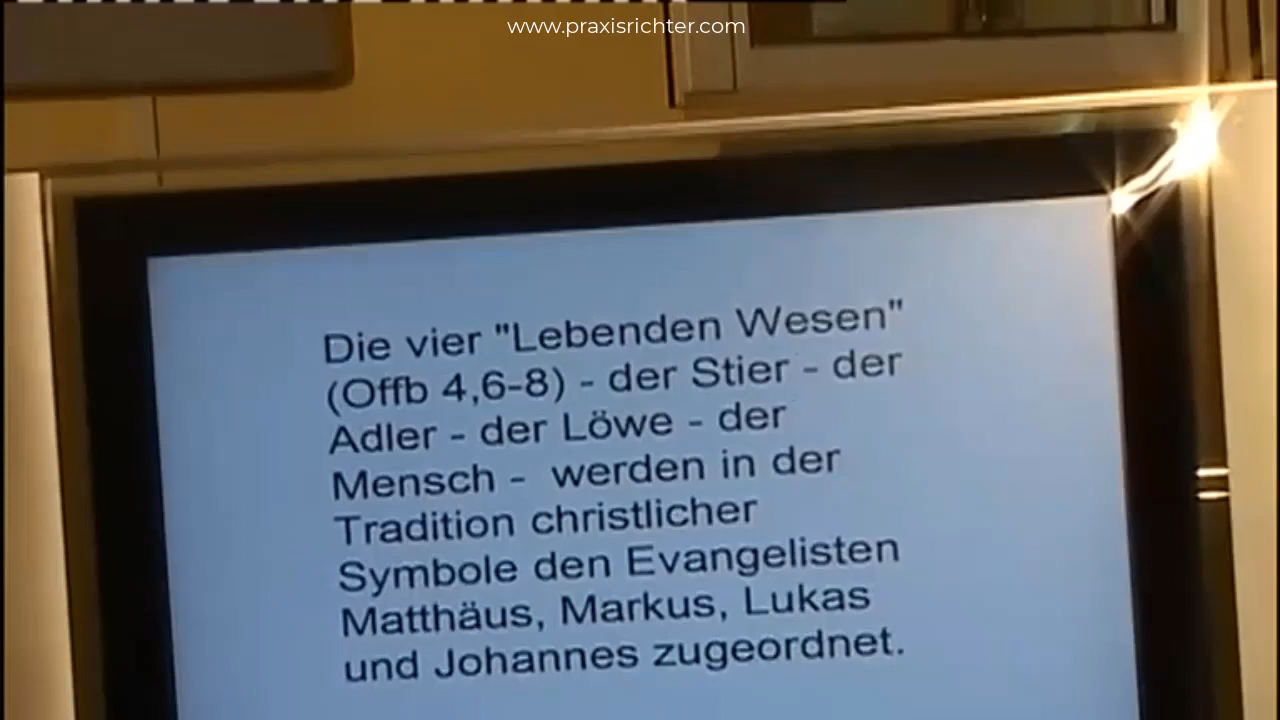 www.praxisrichter.com
Die vier "Lebenden Wesen"
(Offb 4,6-8) - der Stier - der
Adler - der Löwe - der
Mensch - werden in der
Tradition christlicher
Symbole den Evangelisten
Matthäus, Markus, Lukas
und Johannes zugeordnet.